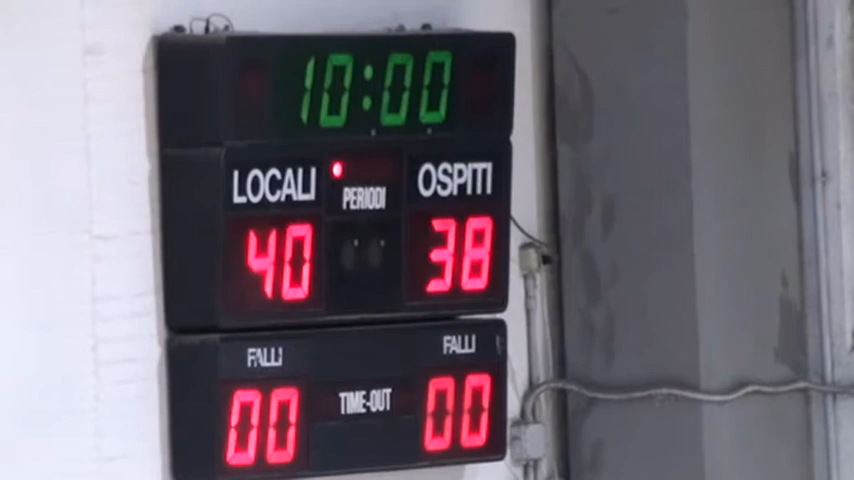 10:00
LOCALI PERIODI OSPITI
40 38
FALLI FALLI
00 TIME-OUT 00